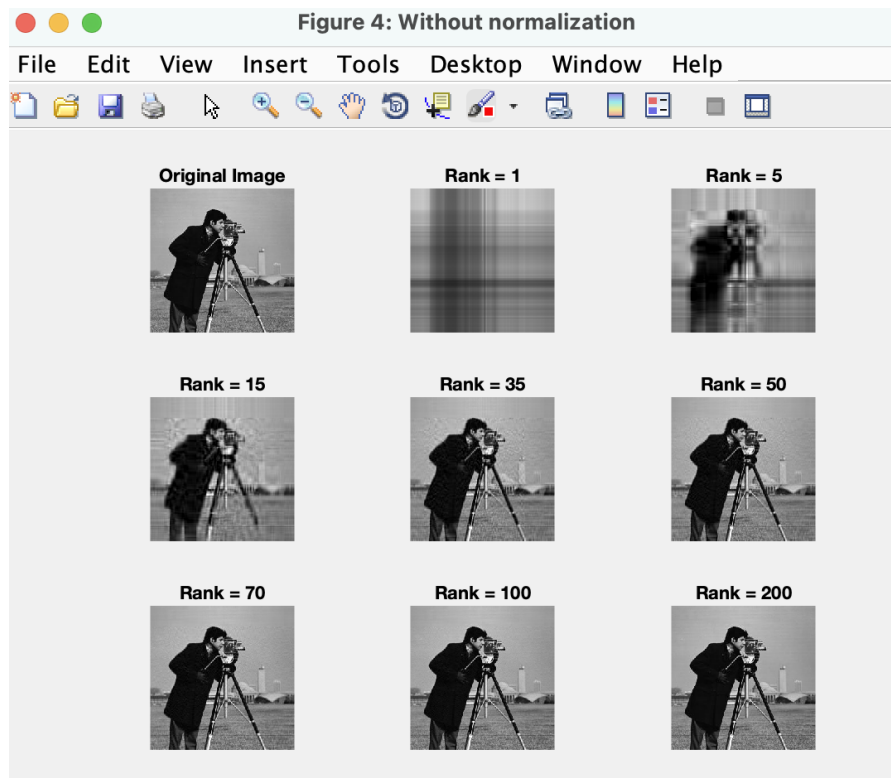 Figure 4: Without normalization
File Edit View Insert Tools Desktop Window Help
Original Image
Rank = 1
Rank = 5
Rank = 15
Rank = 35
Rank = 50
Rank = 70
Rank = 100
Rank = 200